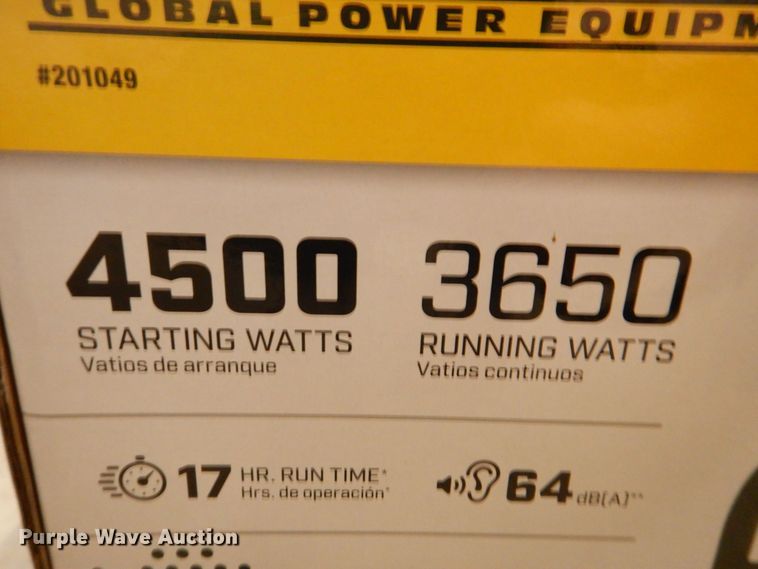 GLOBAL POWER EQUIPM
#201049
4500
STARTING WATTS
Vatios de arranque
3650
RUNNING WATTS
Vatios continuos
17 HR. RUN TIME*
Hrs. de operación*
64 dB(A)**
Purple Wave Auction